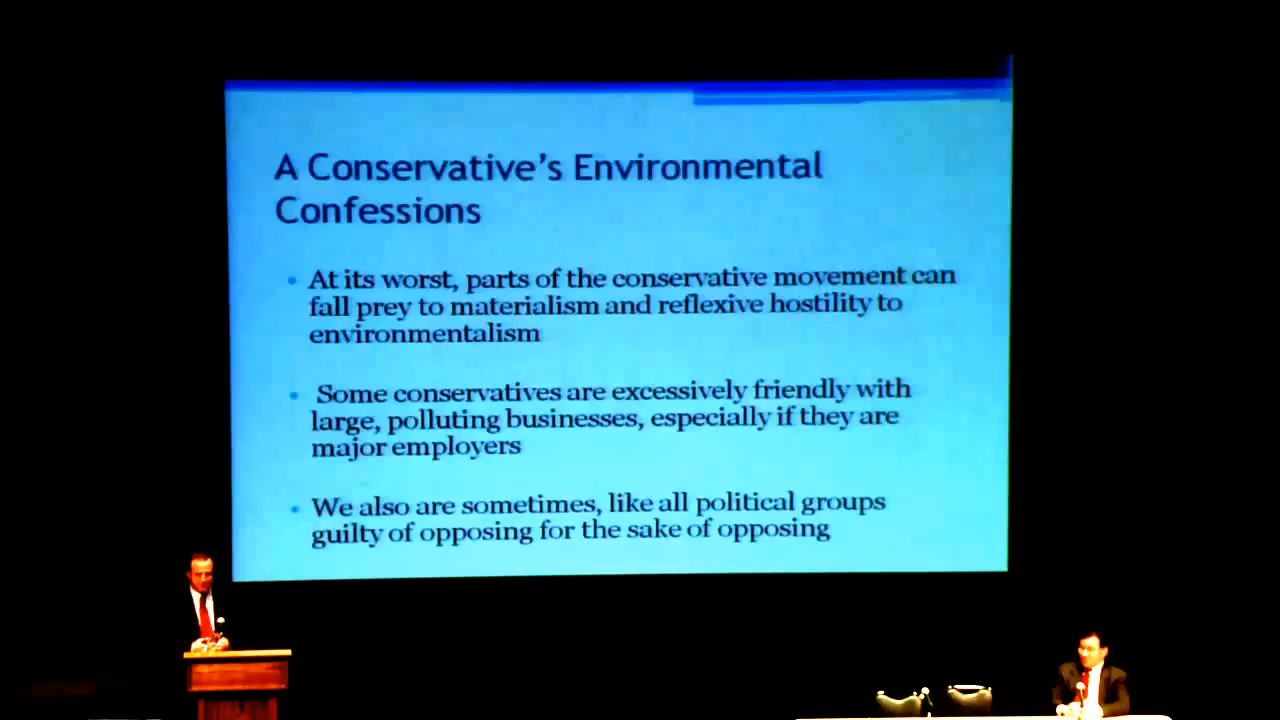 A Conservative’s Environmental
Confessions
• At its worst, parts of the conservative movement can
fall prey to materialism and reflexive hostility to
environmentalism
• Some conservatives are excessively friendly with
large, polluting businesses, especially if they are
major employers
• We also are sometimes, like all political groups
guilty of opposing for the sake of opposing